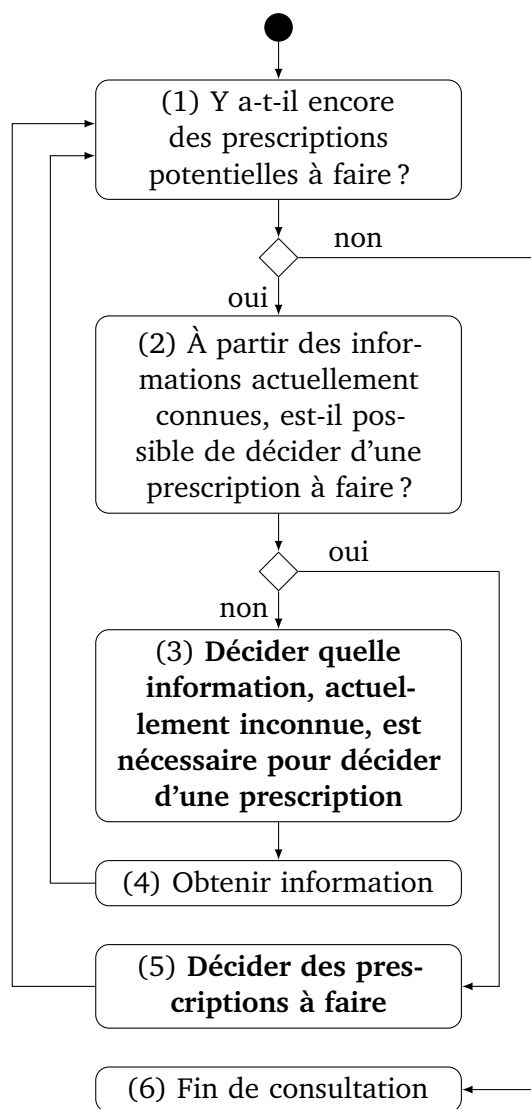 (1) Y a-t-il encore
des prescriptions
potentielles à faire ?
non
oui
(2) À partir des infor-
mations actuellement
connues, est-il pos-
sible de décider d'une
prescription à faire ?
oui
non
(3) Décider quelle
information, actuel-
lement inconnue, est
nécessaire pour décider
d'une prescription
(4) Obtenir information
(5) Décider des pres-
criptions à faire
(6) Fin de consultation